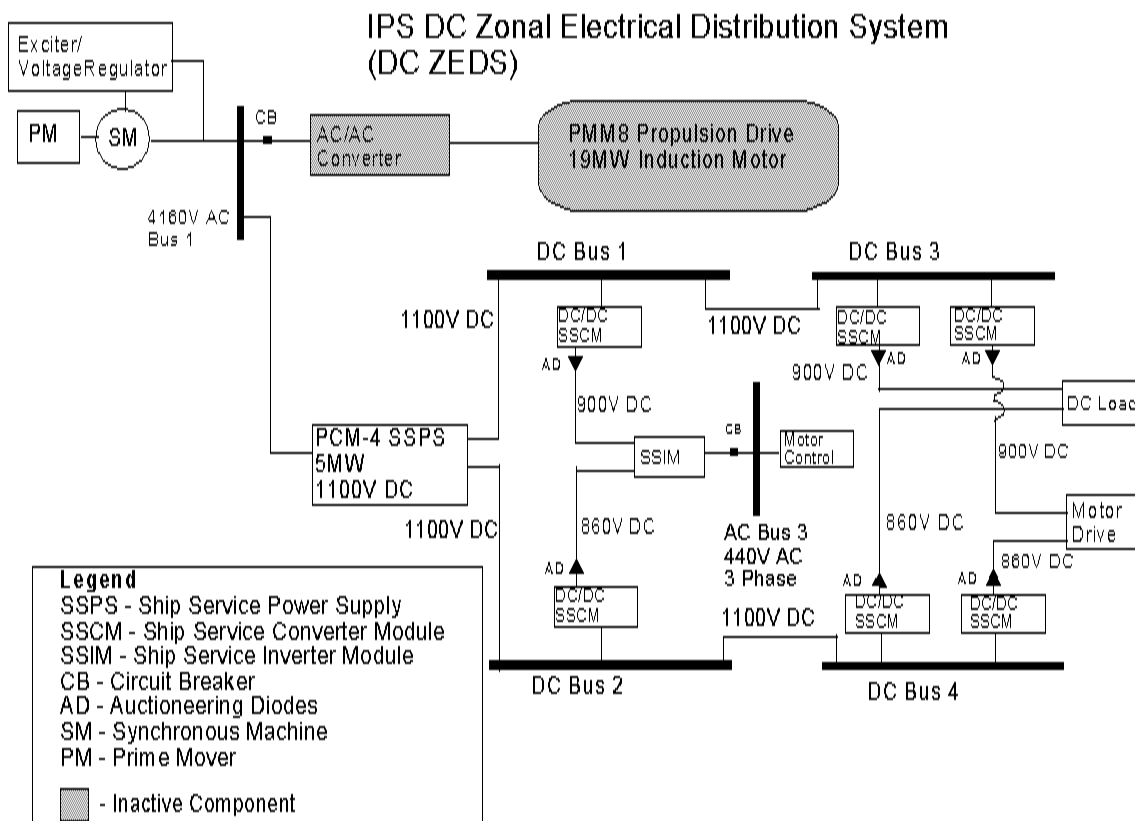 IPS DC Zonal Electrical Distribution System
(DC ZEDS)
Exciter/
VoltageRegulator
PM
SM
CB
AC/AC
Converter
PMM8 Propulsion Drive
19MW Induction Motor
4160V AC
Bus 1
DC Bus 1
DC Bus 3
1100V DC
DC/DC
SSCM
1100V DC
DC/DC
SSCM
DC/DC
SSCM
AD
AD
AD
900V DC
900V DC
DC Load
PCM-4 SSPS
5MW
1100V DC
SSIM
CB
Motor
Control
900V DC
1100V DC
860V DC
AC Bus 3
440V AC
3 Phase
860V DC
Motor
Drive
860V DC
AD
AD
AD
DC/DC
SSCM
1100V DC
DC/DC
SSCM
DC/DC
SSCM
DC Bus 2
DC Bus 4
Legend
SSPS - Ship Service Power Supply
SSCM - Ship Service Converter Module
SSIM - Ship Service Inverter Module
CB - Circuit Breaker
AD - Auctioneering Diodes
SM - Synchronous Machine
PM - Prime Mover
- Inactive Component